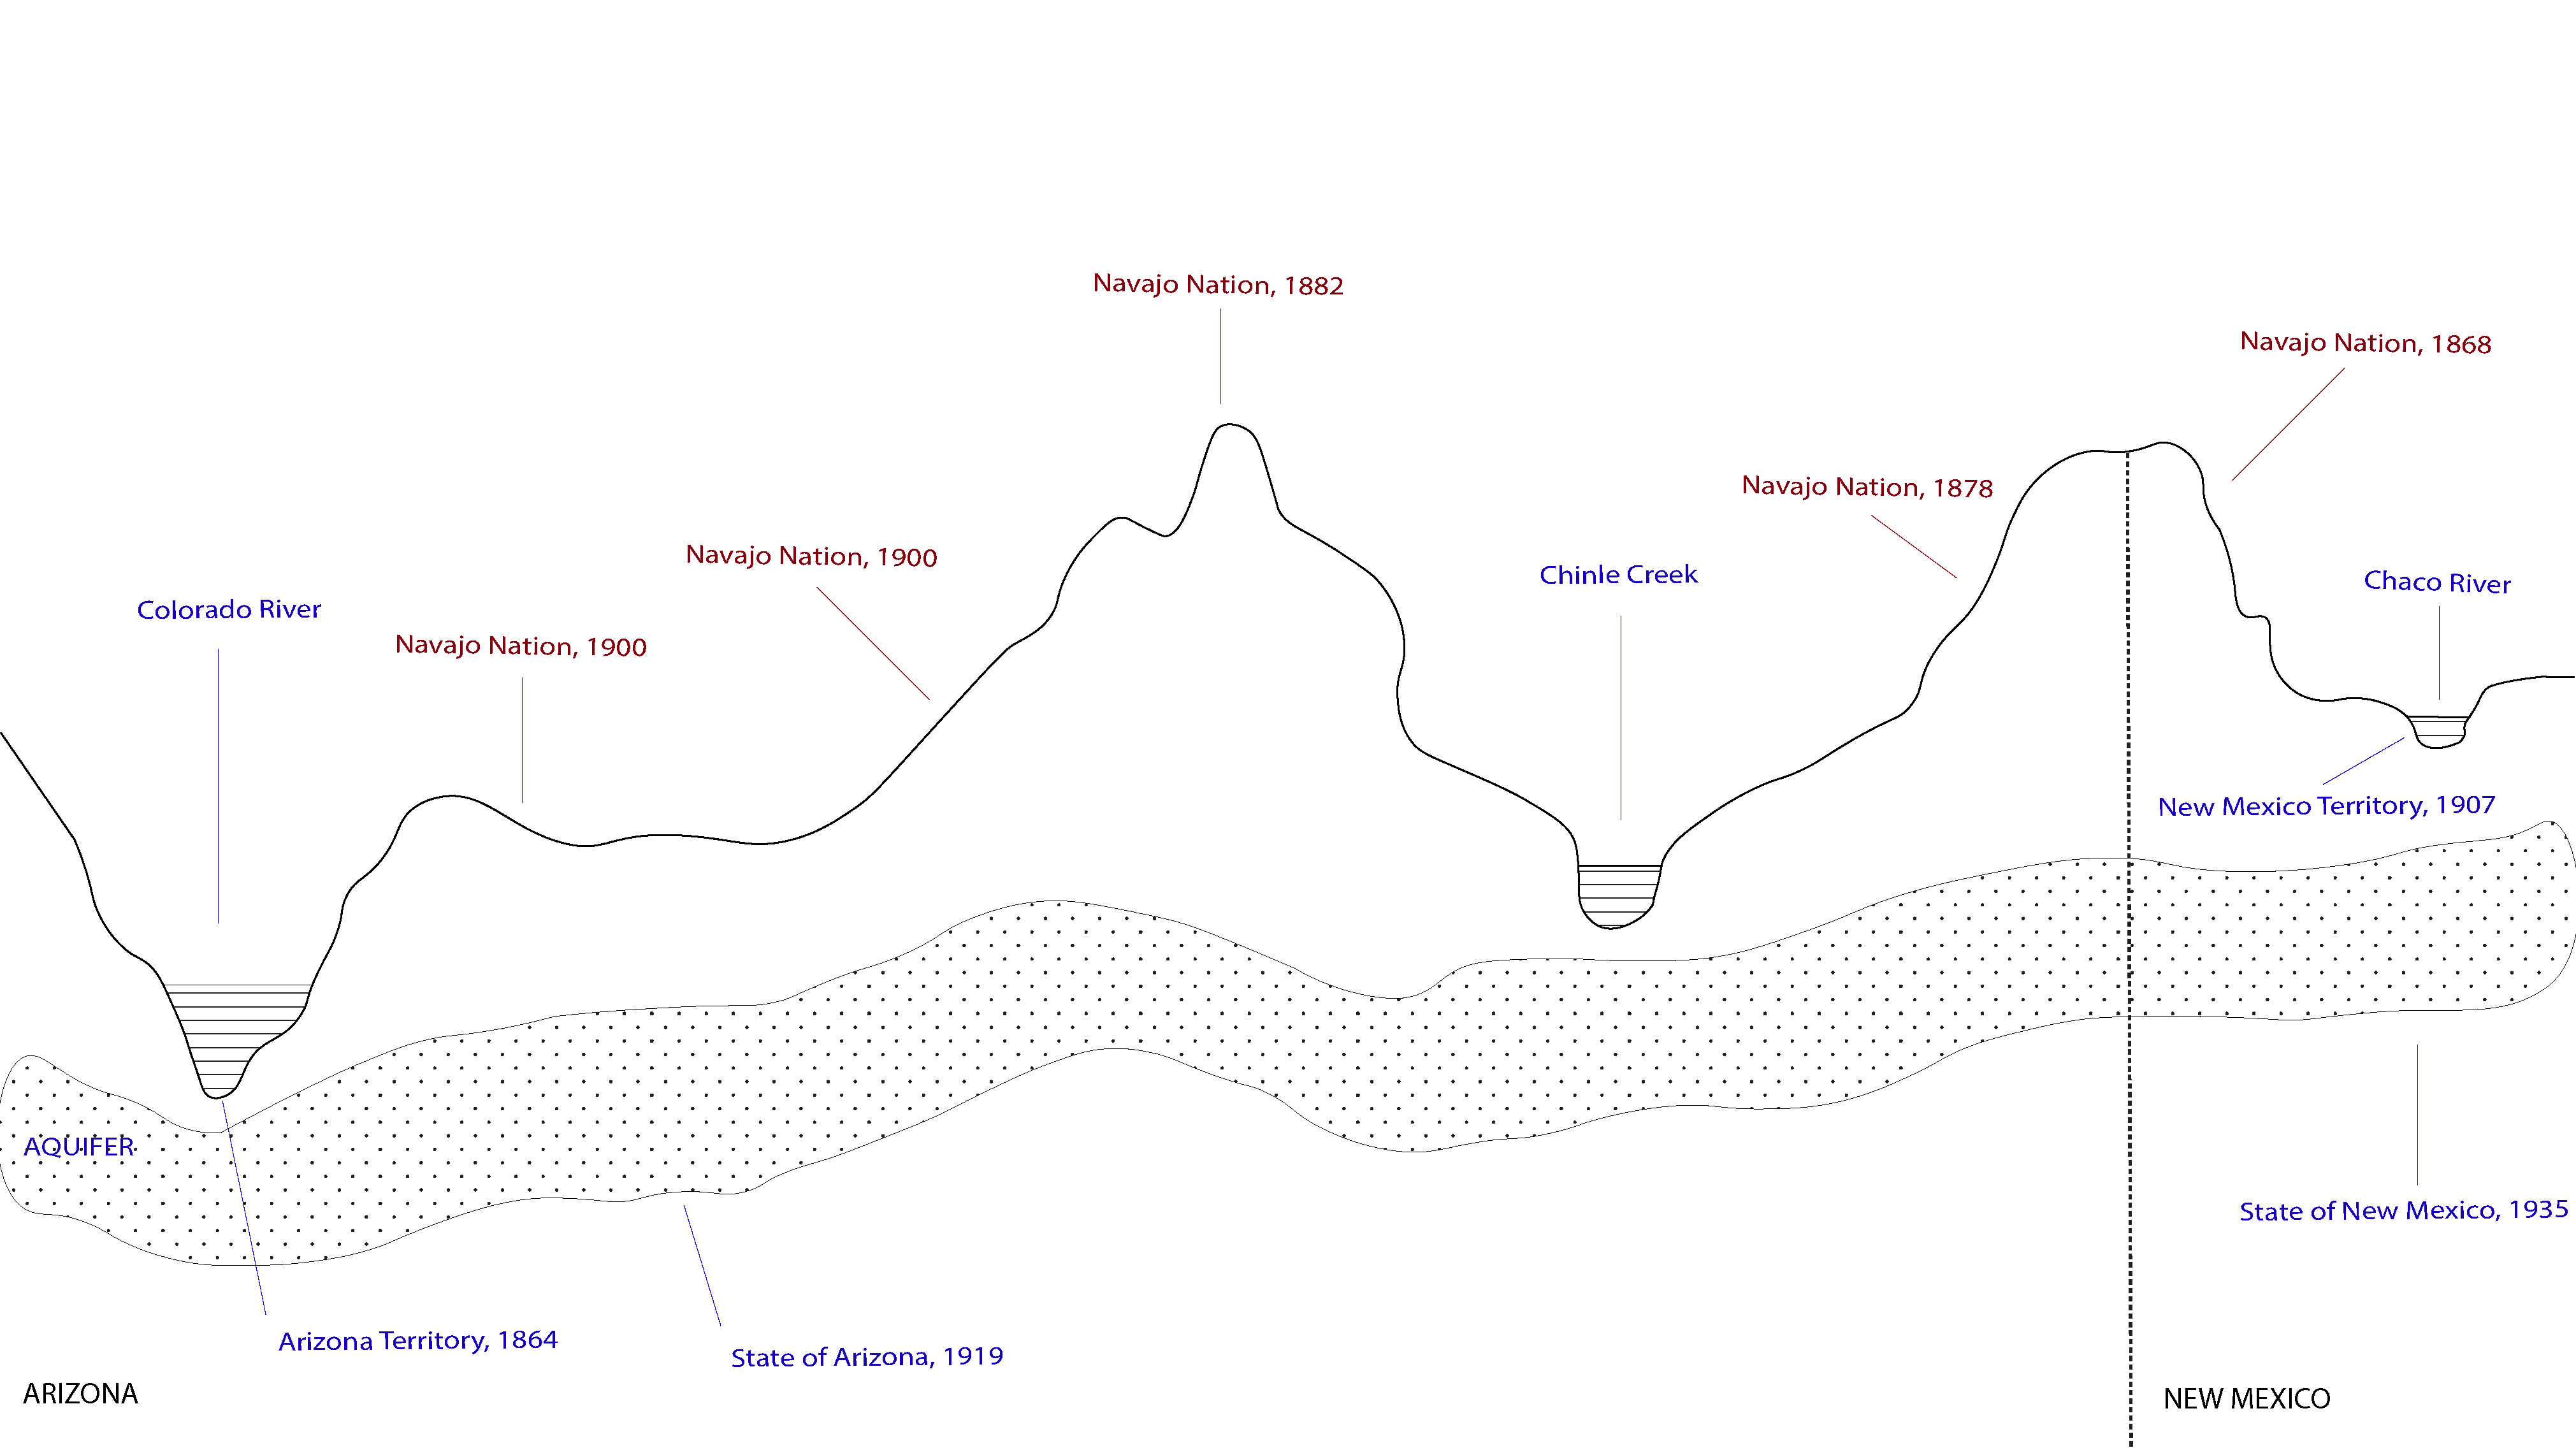 Navajo Nation, 1882
Navajo Nation, 1868
Navajo Nation, 1878
Navajo Nation, 1900
Chinle Creek
Chaco River
Colorado River
Navajo Nation, 1900
New Mexico Territory, 1907
AQUIFER
State of New Mexico, 1935
Arizona Territory, 1864
State of Arizona, 1919
ARIZONA
NEW MEXICO